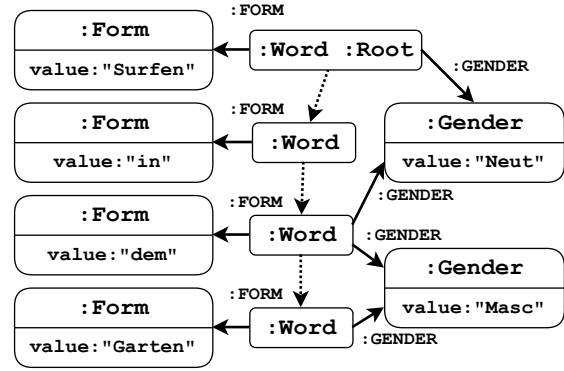 :FORM
:Form
value:"Surfen"
:Word :Root
:GENDER
:FORM
:Form
value:"in"
:Word
:Gender
value:"Neut"
:FORM
:GENDER
:Form
value:"dem"
:Word
:GENDER
:Gender
value:"Masc"
:FORM
:Form
value:"Garten"
:Word
:GENDER